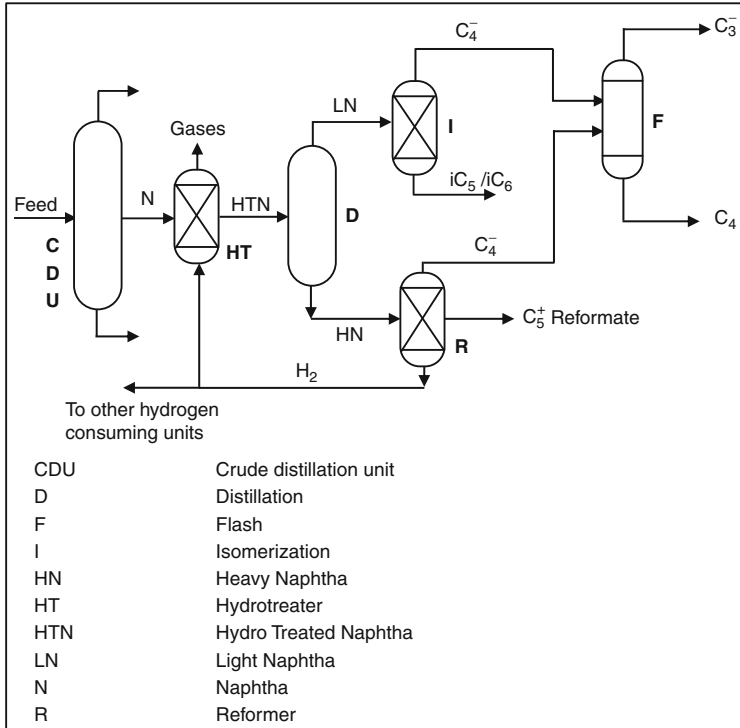 C₄⁻
C₃⁻
LN
I
F
Gases
iC₅ /iC₆
Feed
N
HTN
D
C₄
C
D
U
HT
C₄⁻
HN
C₅⁺ Reformate
R
H₂
To other hydrogen
consuming units
CDU Crude distillation unit
D Distillation
F Flash
I Isomerization
HN Heavy Naphtha
HT Hydrotreater
HTN Hydro Treated Naphtha
LN Light Naphtha
N Naphtha
R Reformer